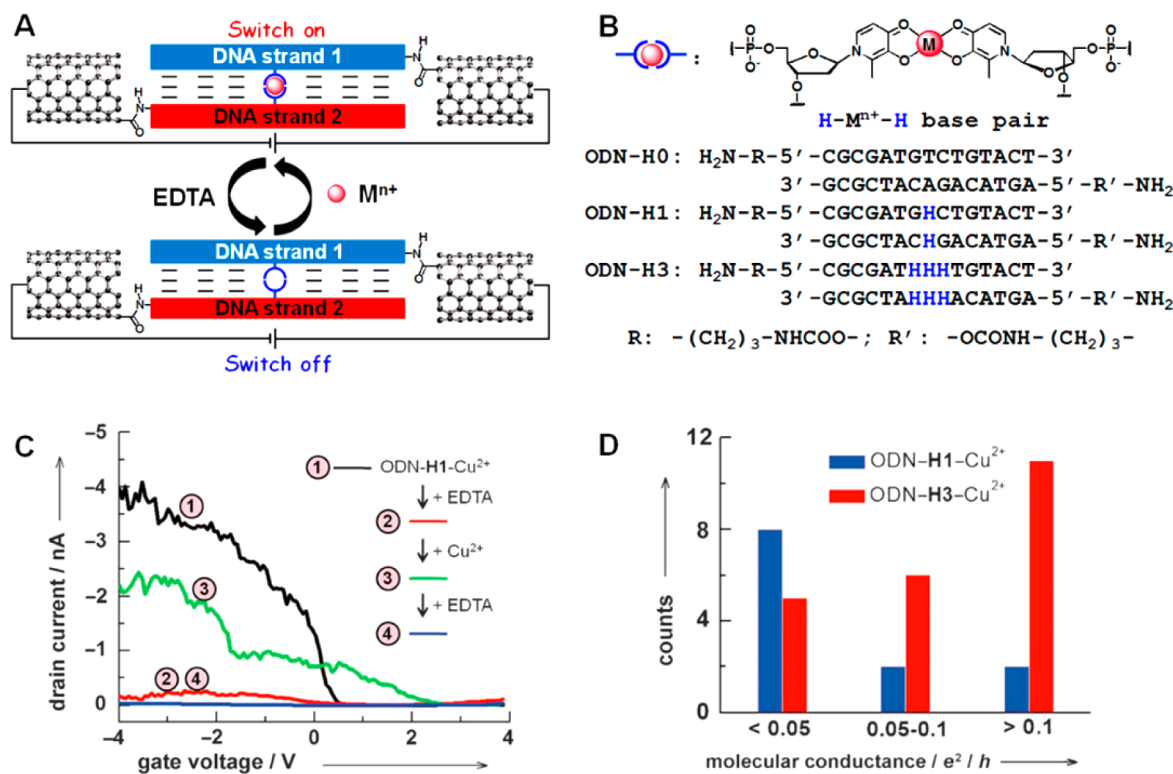 A
Switch on
DNA strand 1
DNA strand 2
H
N
O
H
N
O
EDTA
Mⁿ⁺
DNA strand 1
DNA strand 2
H
N
O
H
N
O
Switch off
B
:
O
P
O
O⁻
O
O
N
O
O
M
O
O
N
O
O
O
P
O
O⁻
H-Mⁿ⁺-H base pair
ODN-H0: H₂N-R-5′-CGCGATGTCTGTACT-3′
3′-GCGCTACAGACATGA-5′-R′-NH₂
ODN-H1: H₂N-R-5′-CGCGATGHCTGTACT-3′
3′-GCGCTACHGACATGA-5′-R′-NH₂
ODN-H3: H₂N-R-5′-CGCGATHHHTGTACT-3′
3′-GCGCTAHHHACATGA-5′-R′-NH₂
R: -(CH₂)₃-NHCOO-; R′: -OCONH-(CH₂)₃-
C
drain current / nA
-5
-4
-3
-2
-1
0
-4
-2
0
2
4
gate voltage / V
1
3
2
4
1 ODN-H1-Cu²⁺
+ EDTA
2
+ Cu²⁺
3
+ EDTA
4
D
counts
12
8
4
0
ODN-H1-Cu²⁺
ODN-H3-Cu²⁺
< 0.05
0.05-0.1
> 0.1
molecular conductance / e² / h